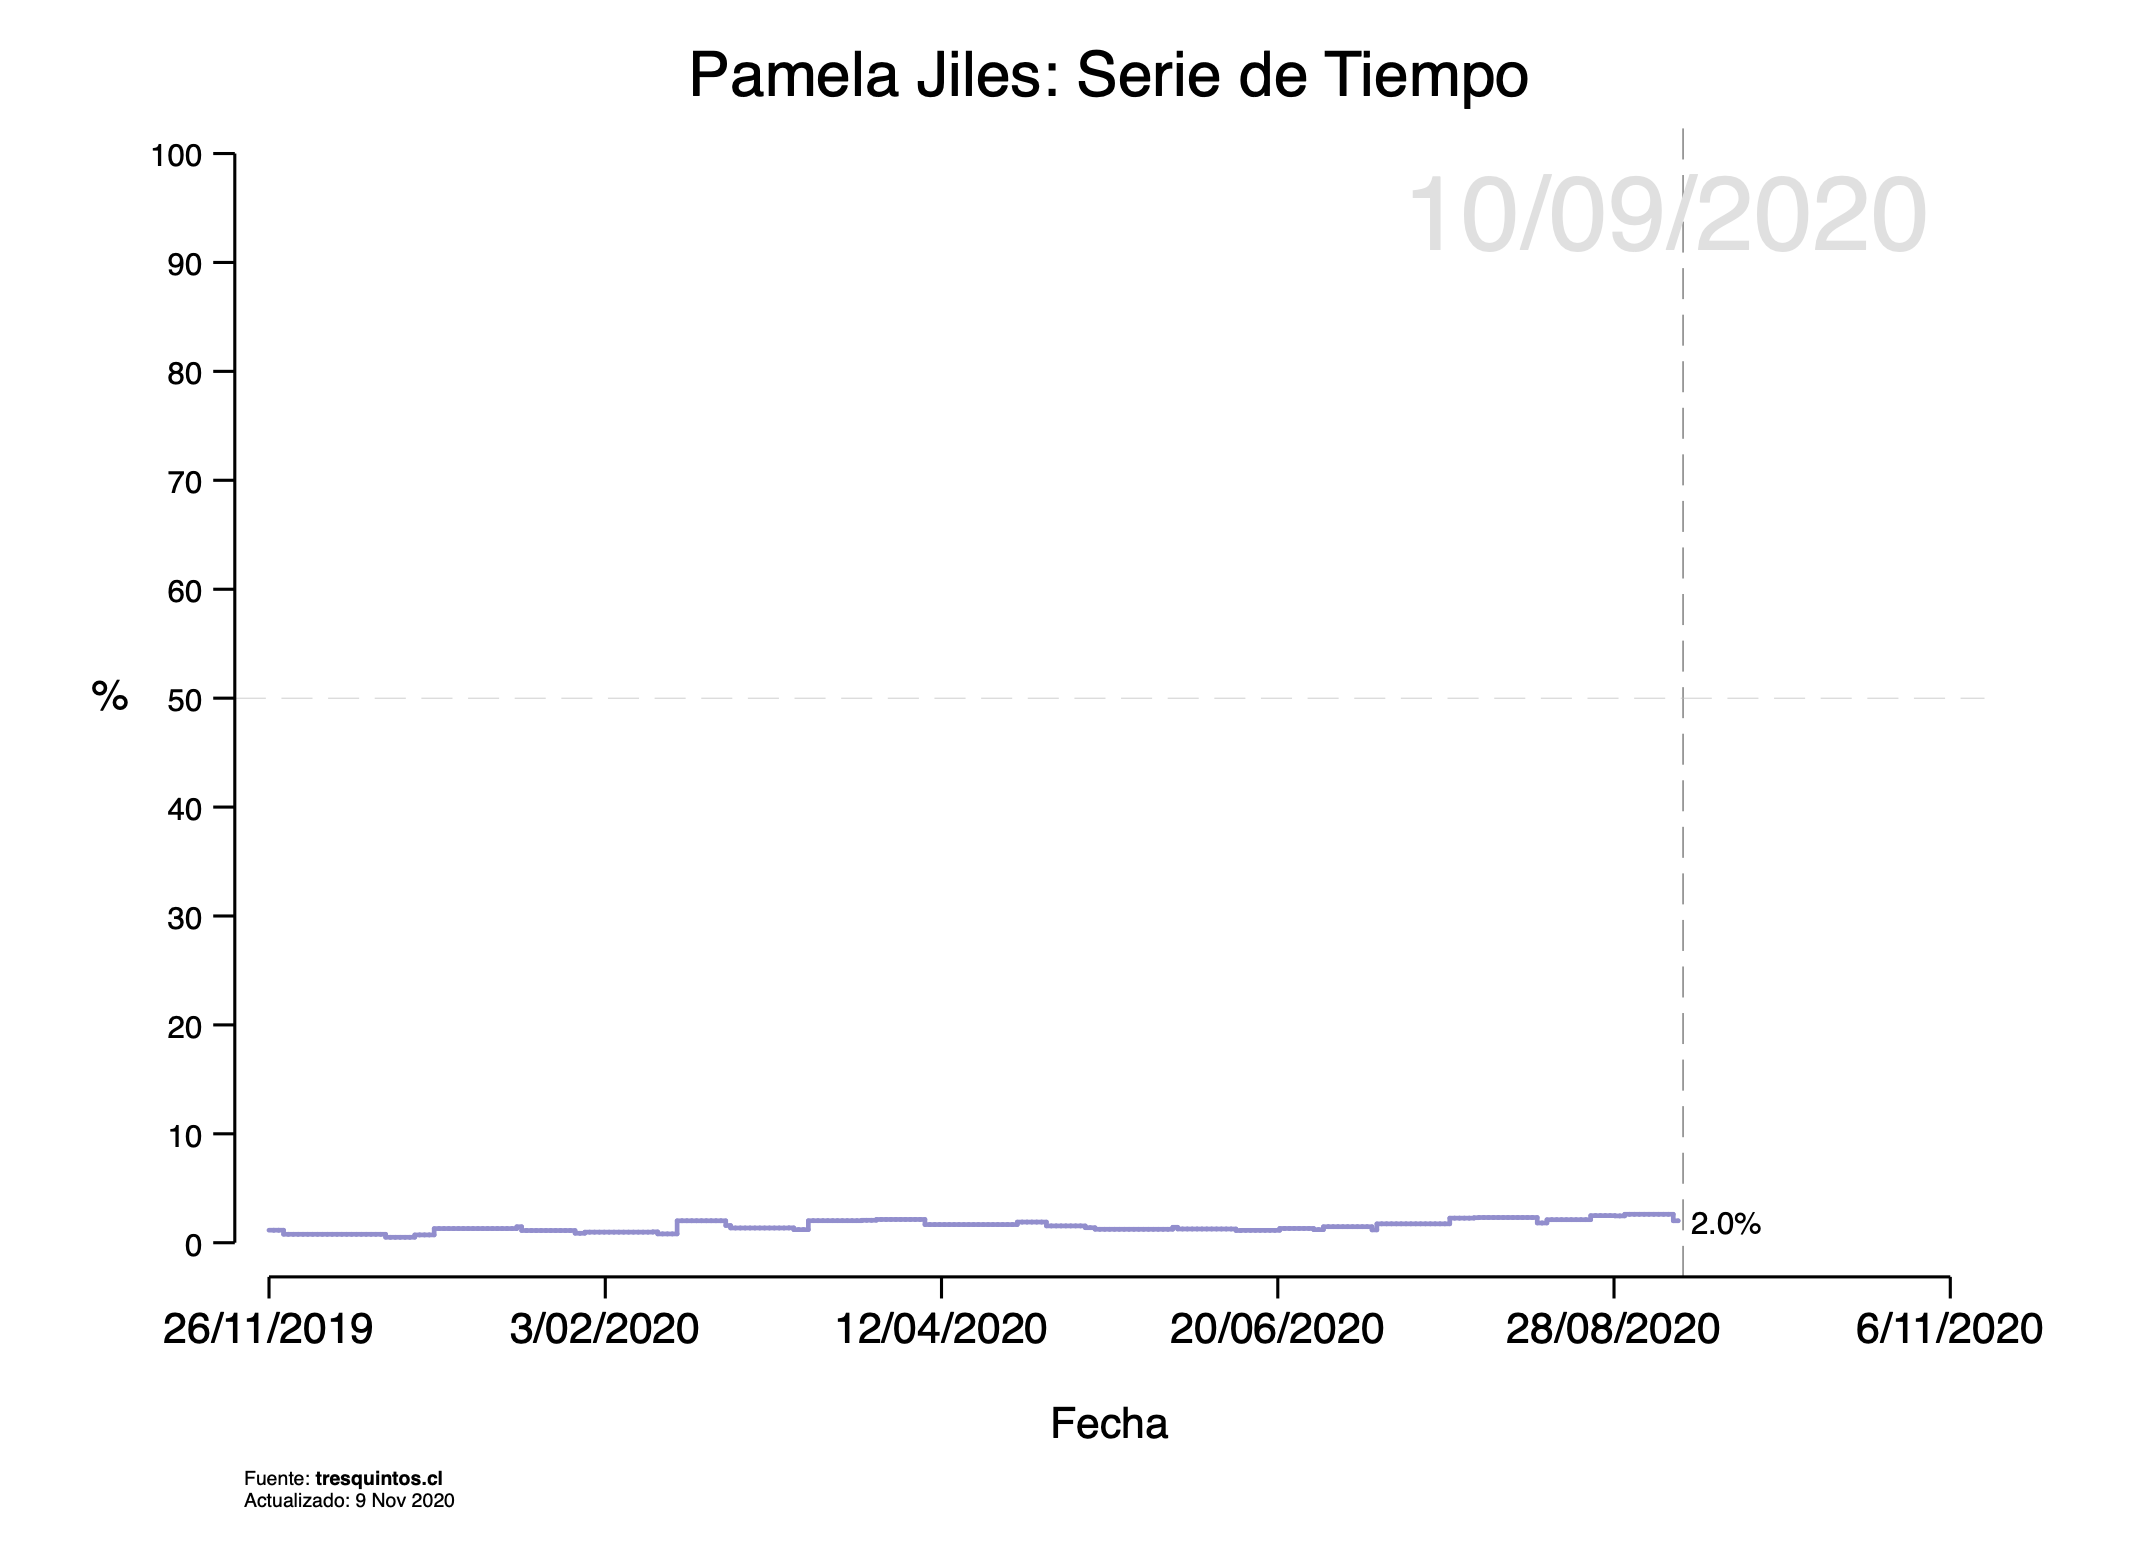 Pamela Jiles: Serie de Tiempo
10/09/2020
100
90
80
70
60
50
40
30
20
10
0
%
2.0%
26/11/2019 3/02/2020 12/04/2020 20/06/2020 28/08/2020 6/11/2020
Fecha
Fuente: tresquintos.cl
Actualizado: 9 Nov 2020